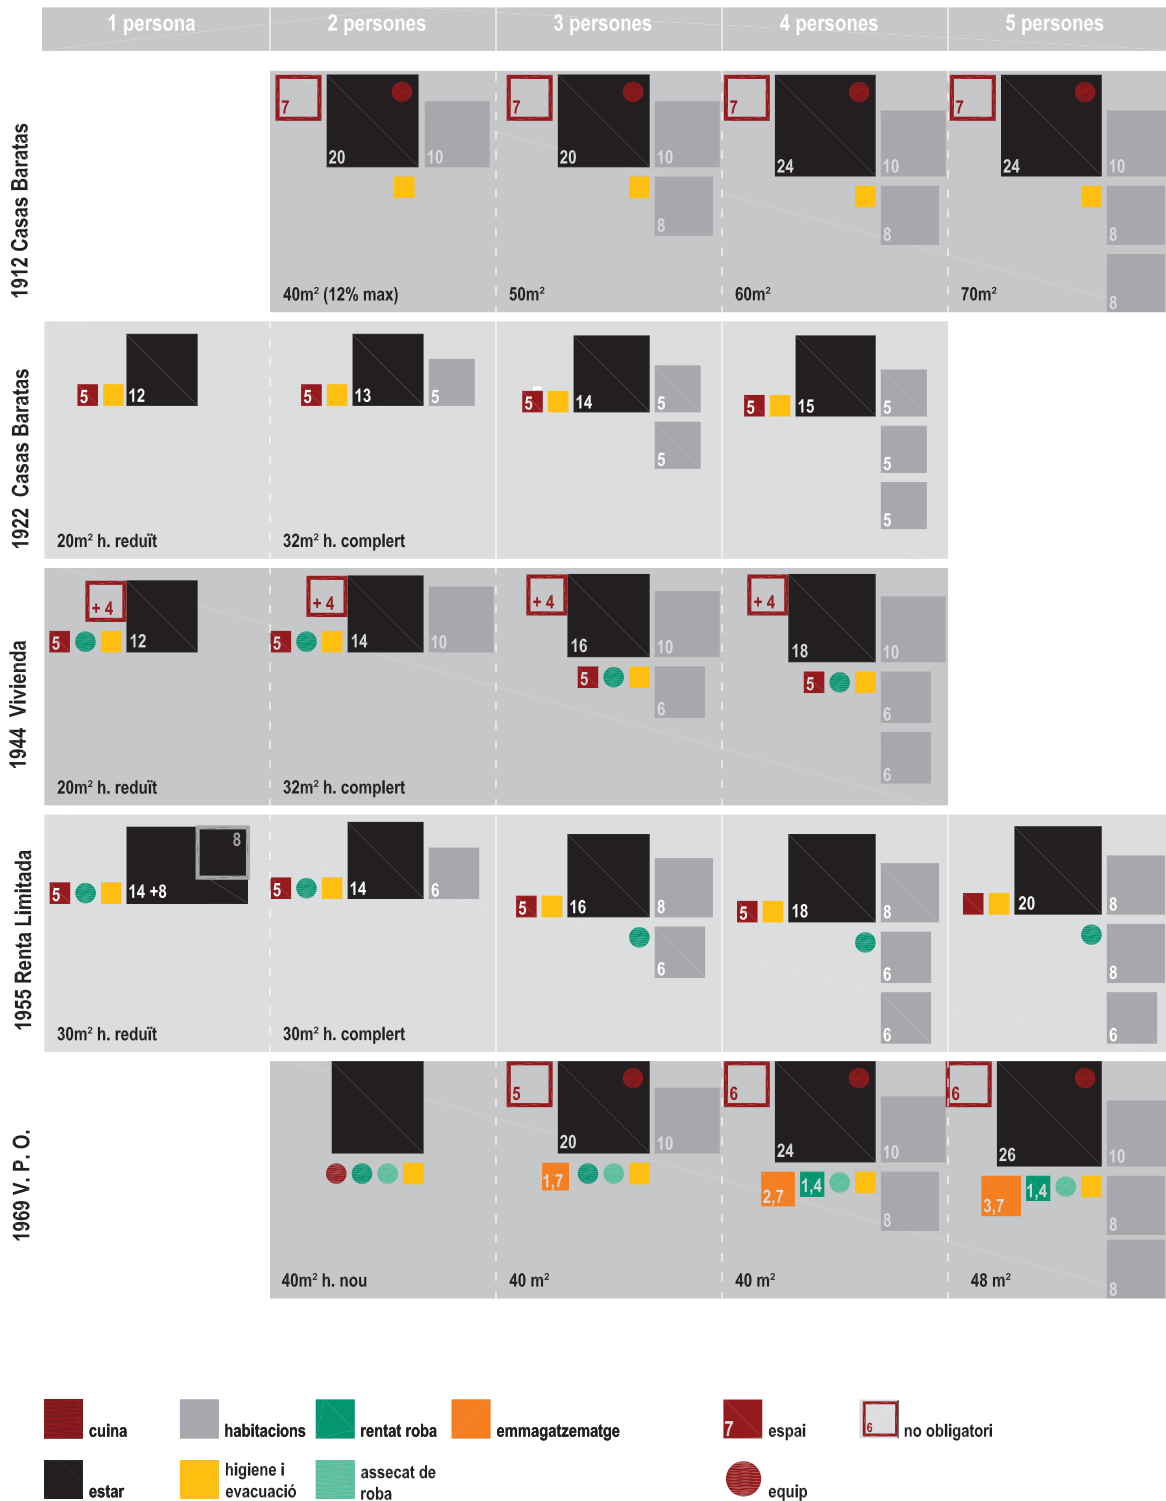 1 persona 2 persones 3 persones 4 persones 5 persones
1912 Casas Baratas
7 20 10 7 20 10 7 24 10 7 24 10
8 8 8
8
40m² (12% max) 50m² 60m² 70m²
1922 Casas Baratas
5 12 5 13 5 5 14 5 5 15 5
5 5
5
20m² h. reduït 32m² h. complert
1944 Vivienda
+ 4 + 4 + 4 + 4
5 12 5 14 10 16 10 18 10
5 6 5 6
6
20m² h. reduït 32m² h. complert
1955 Renta Limitada
8
5 14 +8 5 14 6 5 16 8 5 18 8 20 8
6 6 8
6 6
30m² h. reduït 30m² h. complert
1969 V. P. O.
5 20 10 6 24 10 6 26 10
1,7 2,7 1,4 8 3,7 1,4 8
8
40m² h. nou 40 m² 40 m² 48 m²
cuina habitacions rentat roba emmagatzematge 7 espai 6 no obligatori
estar higiene i
evacuació assecat de
roba equip